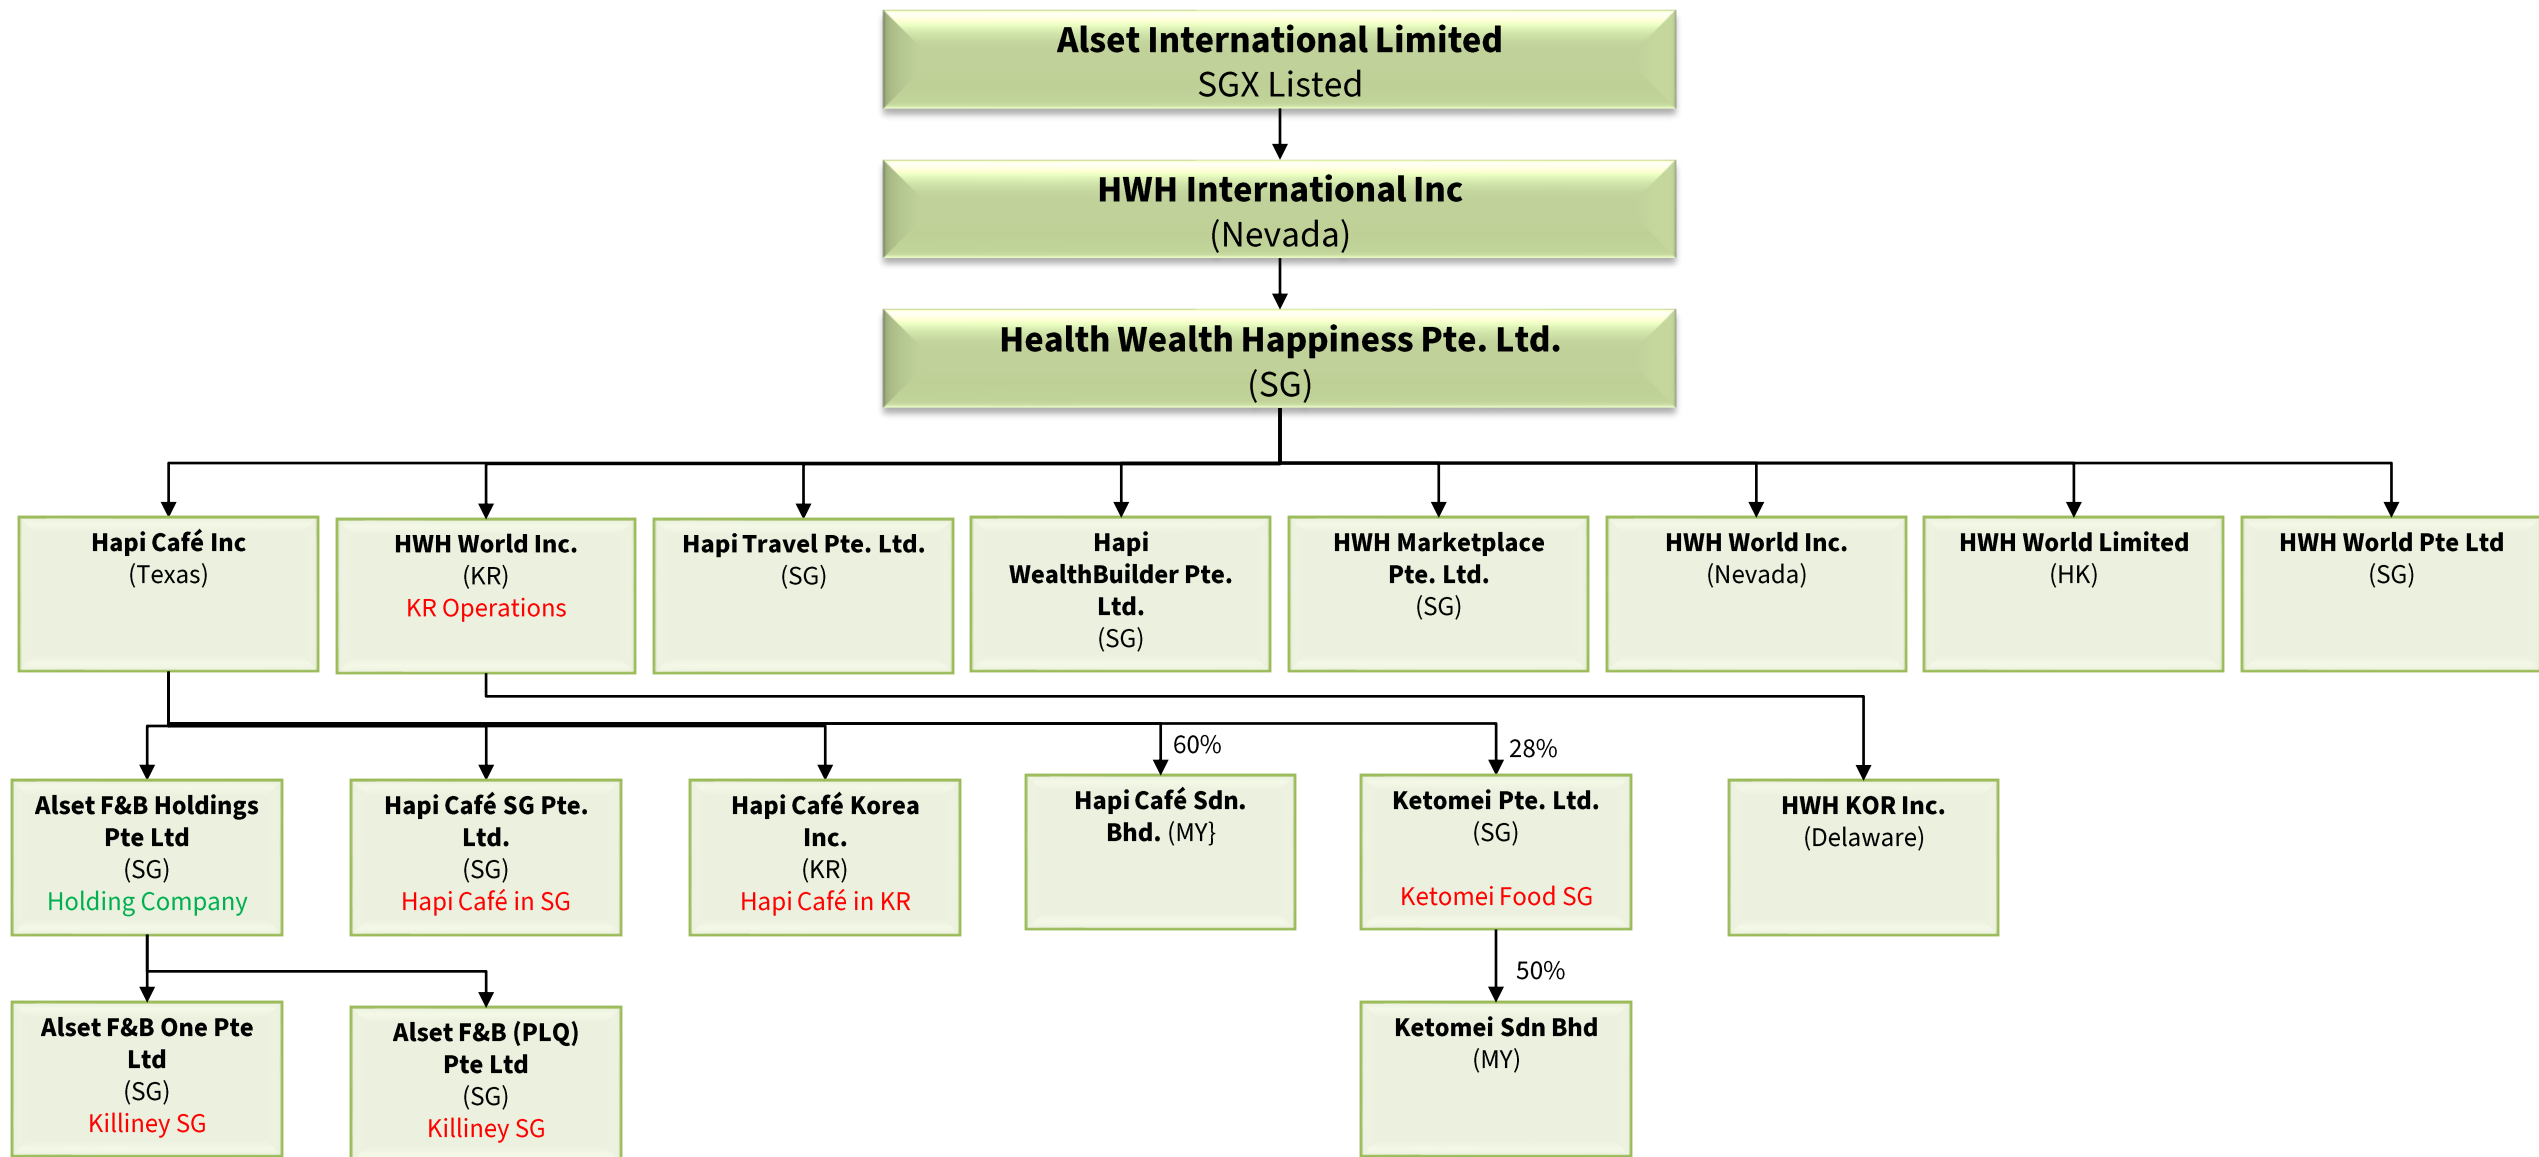 Alset International Limited
SGX Listed
HWH International Inc
(Nevada)
Health Wealth Happiness Pte. Ltd.
(SG)
Hapi Café Inc
(Texas)
HWH World Inc.
(KR)
KR Operations
Hapi Travel Pte. Ltd.
(SG)
Hapi
WealthBuilder Pte.
Ltd.
(SG)
HWH Marketplace
Pte. Ltd.
(SG)
HWH World Inc.
(Nevada)
HWH World Limited
(HK)
HWH World Pte Ltd
(SG)
60%
28%
Alset F&B Holdings
Pte Ltd
(SG)
Holding Company
Hapi Café SG Pte.
Ltd.
(SG)
Hapi Café in SG
Hapi Café Korea
Inc.
(KR)
Hapi Café in KR
Hapi Café Sdn.
Bhd. (MY}
Ketomei Pte. Ltd.
(SG)
Ketomei Food SG
HWH KOR Inc.
(Delaware)
50%
Alset F&B One Pte
Ltd
(SG)
Killiney SG
Alset F&B (PLQ)
Pte Ltd
(SG)
Killiney SG
Ketomei Sdn Bhd
(MY)